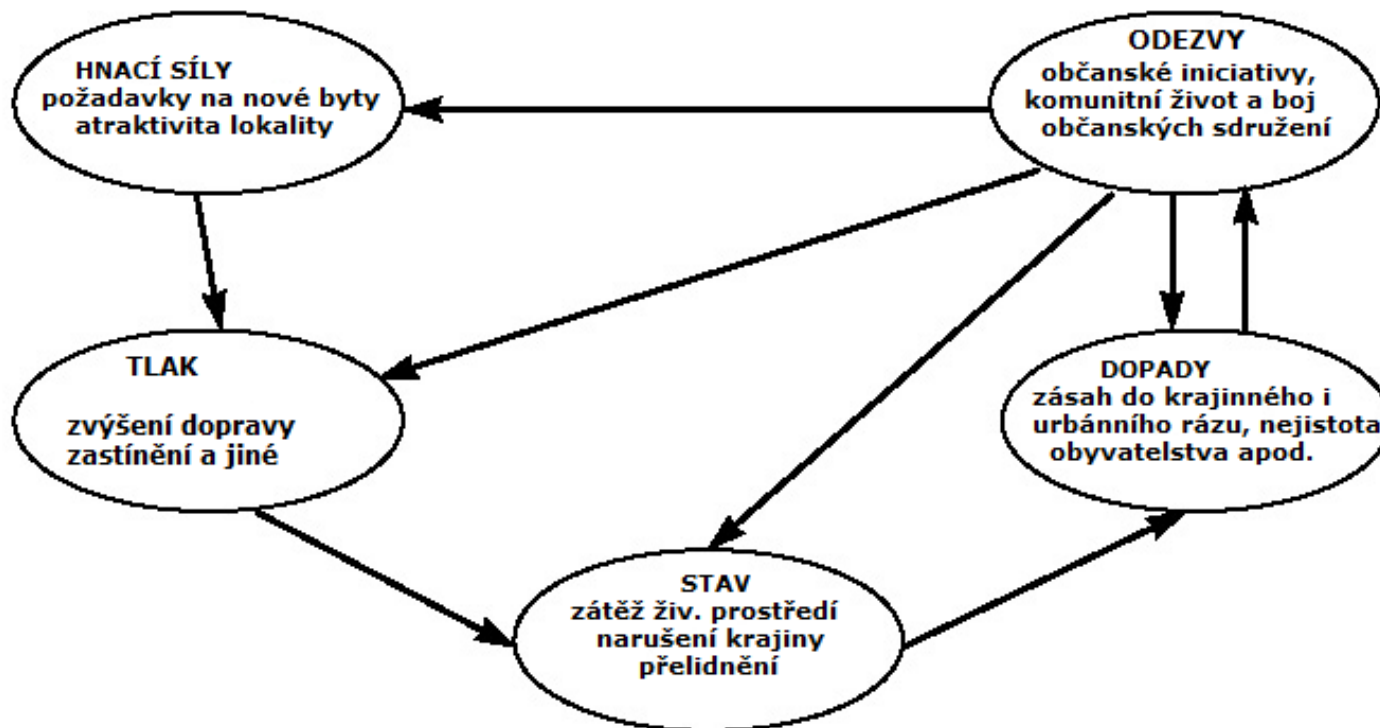 HNACÍ SÍLY
požadavky na nové byty
atraktivita lokality
ODEZVY
občanské iniciativy,
komunitní život a boj
občanských sdružení
TLAK
zvýšení dopravy
zastínění a jiné
DOPADY
zásah do krajinného i
urbánního rázu, nejistota
obyvatelstva apod.
STAV
zátěž živ. prostředí
narušení krajiny
přelidnění